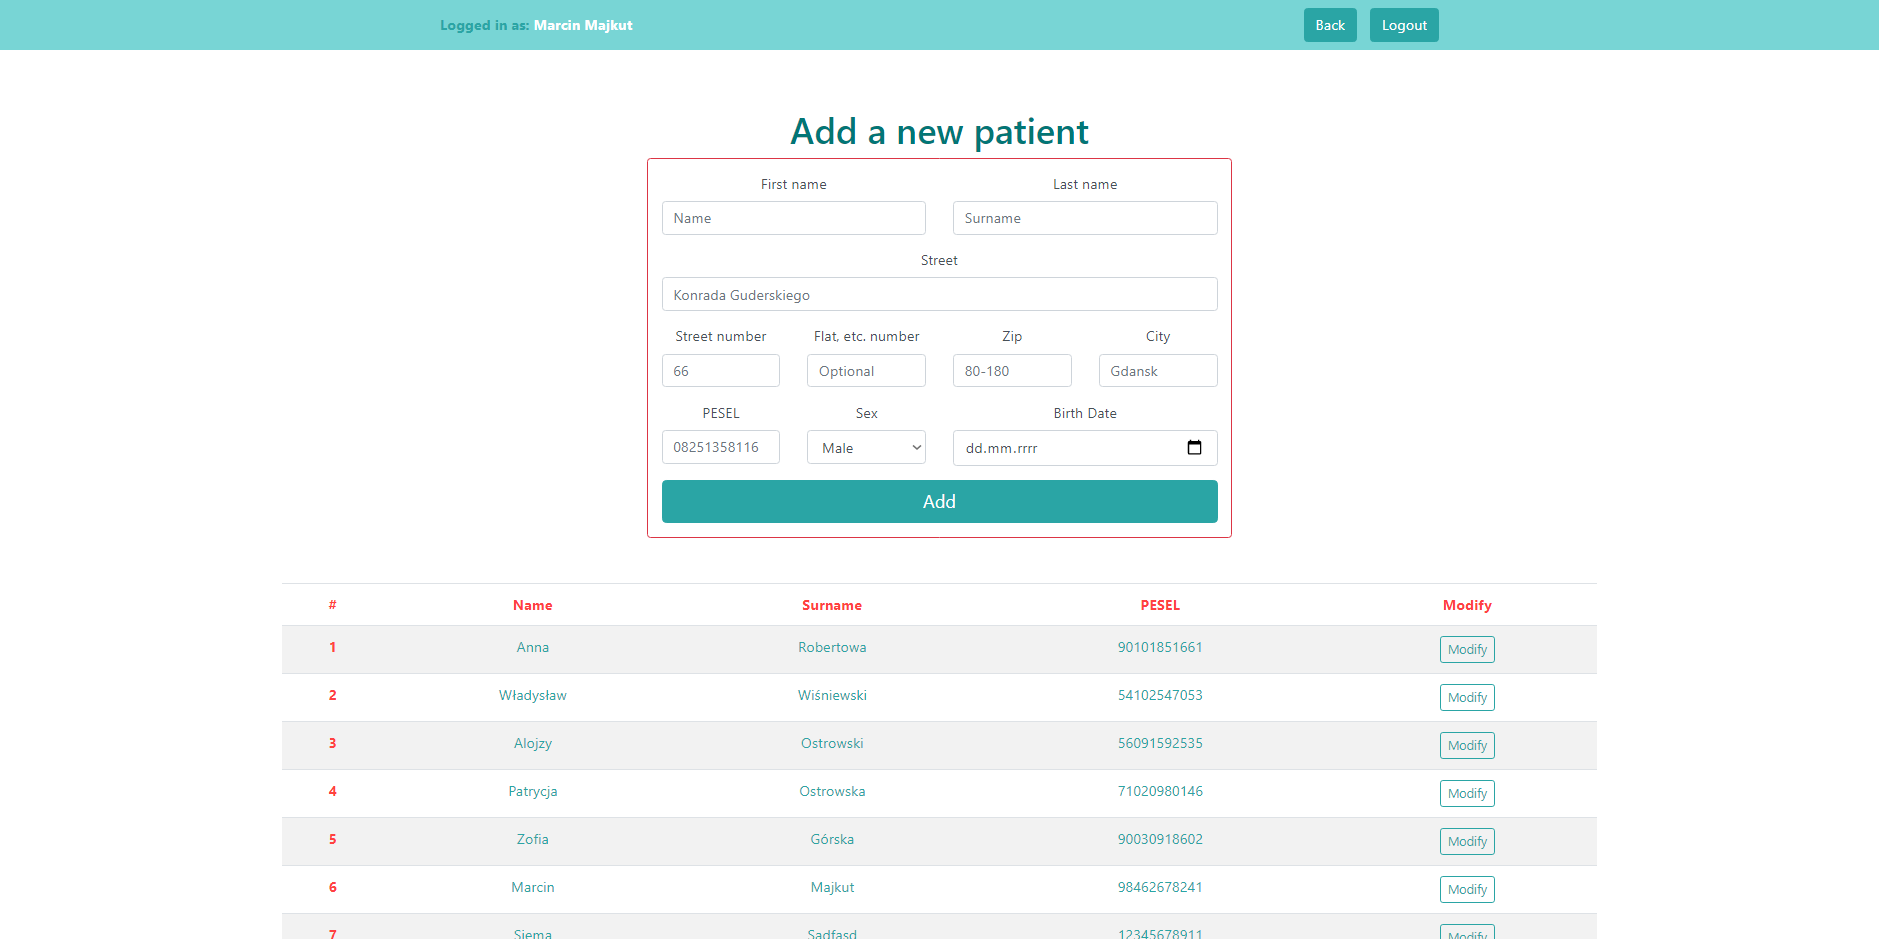 Logged in as: Marcin Majkut Back Logout
Add a new patient
First name Last name
Name Surname
Street
Konrada Guderskiego
Street number Flat, etc. number Zip City
66 Optional 80-180 Gdansk
PESEL Sex Birth Date
08251358116 Male dd.mm.rrrr
Add
# Name Surname PESEL Modify
1 Anna Robertowa 90101851661 Modify
2 Władysław Wiśniewski 54102547053 Modify
3 Alojzy Ostrowski 56091592535 Modify
4 Patrycja Ostrowska 71020980146 Modify
5 Zofia Górska 90030918602 Modify
6 Marcin Majkut 98462678241 Modify
7 Siema Sadfasd 12345678911 Modify